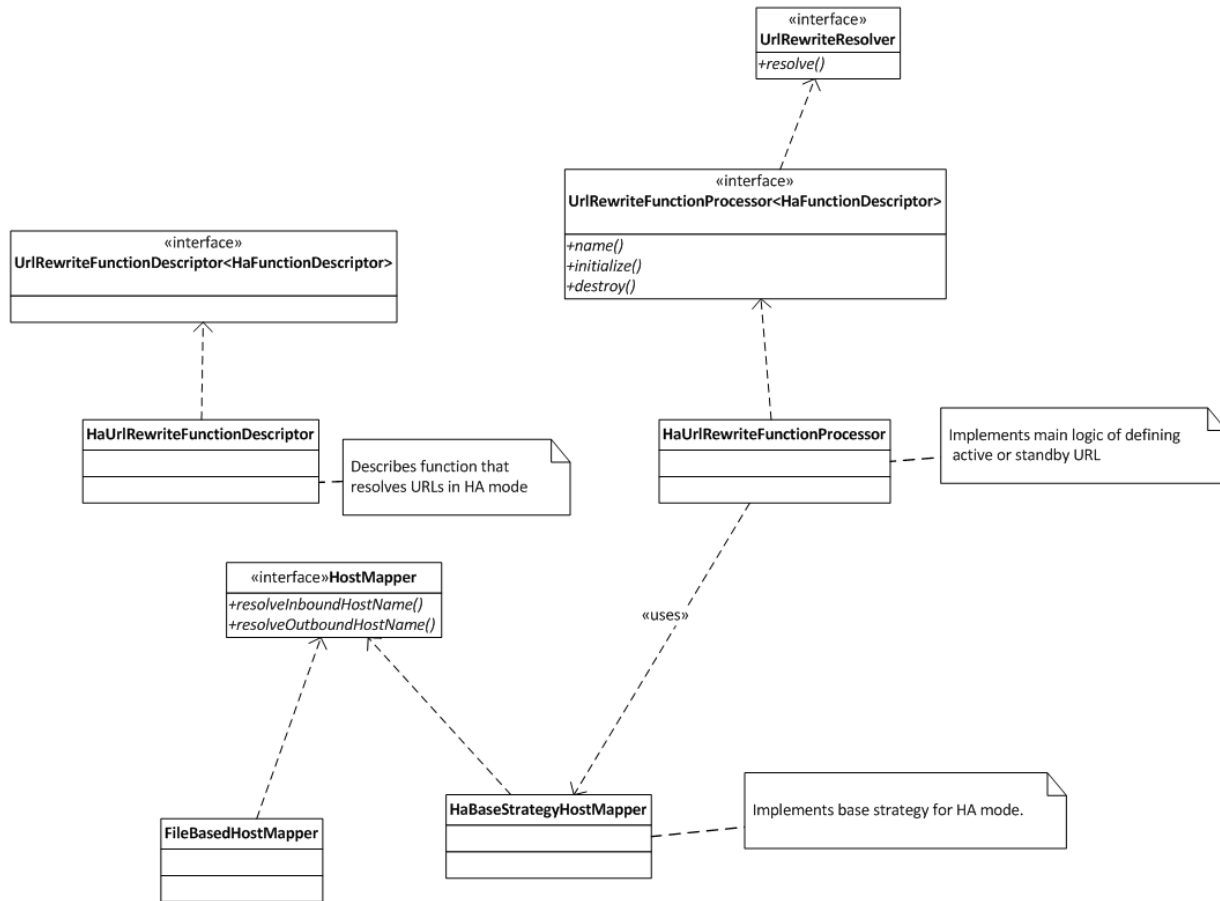 «interface»
UrlRewriteResolver
+resolve()
«interface»
UrlRewriteFunctionProcessor<HaFunctionDescriptor>
+name()
+initialize()
+destroy()
«interface»
UrlRewriteFunctionDescriptor<HaFunctionDescriptor>
HaUrlRewriteFunctionDescriptor
Describes function that
resolves URLs in HA mode
HaUrlRewriteFunctionProcessor
Implements main logic of defining
active or standby URL
«interface»HostMapper
+resolveInboundHostName()
+resolveOutboundHostName()
«uses»
FileBasedHostMapper
HaBaseStrategyHostMapper
Implements base strategy for HA mode.